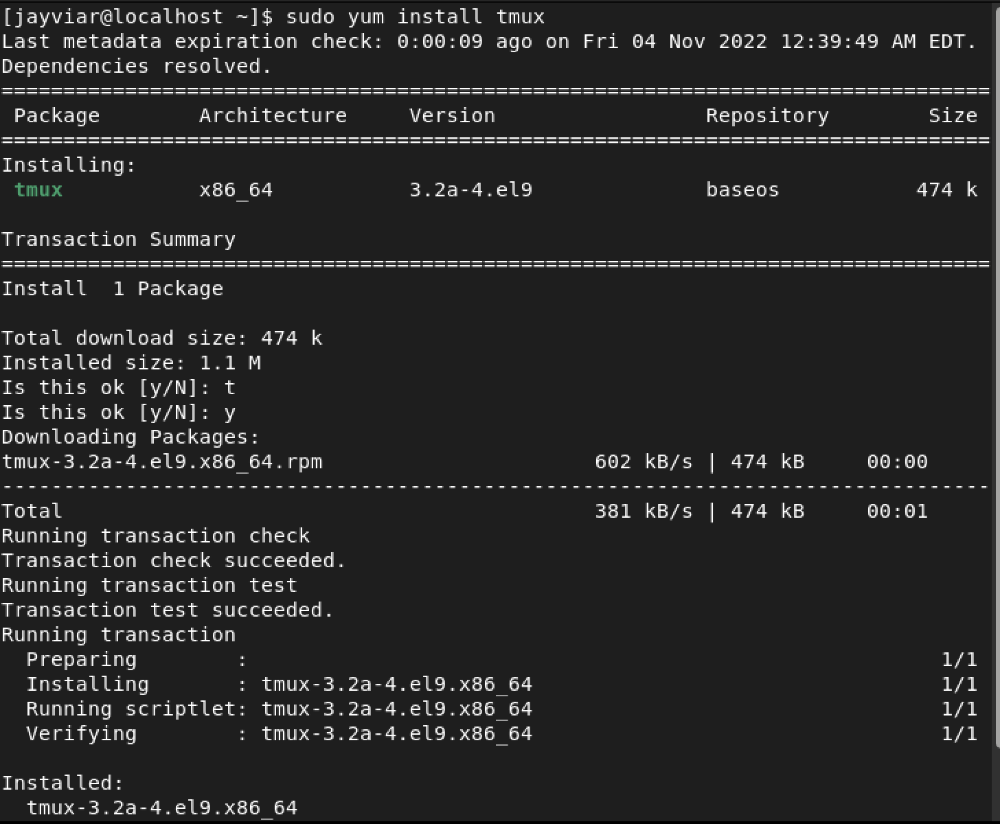 [jayviar@localhost ~]$ sudo yum install tmux
Last metadata expiration check: 0:00:09 ago on Fri 04 Nov 2022 12:39:49 AM EDT.
Dependencies resolved.
================================================================================
 Package        Architecture     Version                 Repository        Size
================================================================================
Installing:
 tmux           x86_64           3.2a-4.el9              baseos           474 k

Transaction Summary
================================================================================
Install  1 Package

Total download size: 474 k
Installed size: 1.1 M
Is this ok [y/N]: t
Is this ok [y/N]: y
Downloading Packages:
tmux-3.2a-4.el9.x86_64.rpm                      602 kB/s | 474 kB     00:00
--------------------------------------------------------------------------------
Total                                           381 kB/s | 474 kB     00:01
Running transaction check
Transaction check succeeded.
Running transaction test
Transaction test succeeded.
Running transaction
  Preparing        :                                                        1/1
  Installing       : tmux-3.2a-4.el9.x86_64                                 1/1
  Running scriptlet: tmux-3.2a-4.el9.x86_64                                 1/1
  Verifying        : tmux-3.2a-4.el9.x86_64                                 1/1

Installed:
  tmux-3.2a-4.el9.x86_64